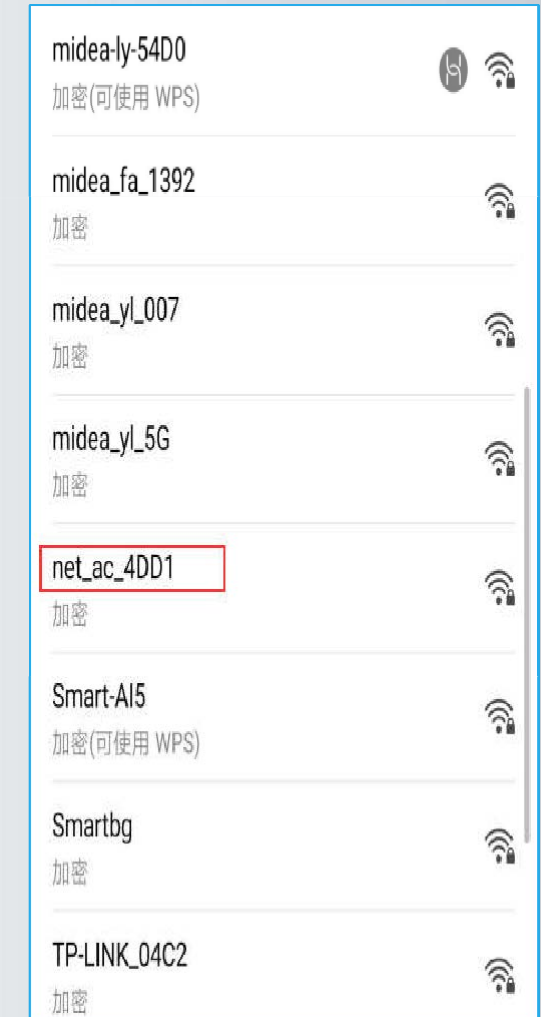 midea-ly-54D0
加密(可使用 WPS)
midea_fa_1392
加密
midea_yl_007
加密
midea_yl_5G
加密
net_ac_4DD1
加密
Smart-AI5
加密(可使用 WPS)
Smartbg
加密
TP-LINK_04C2
加密